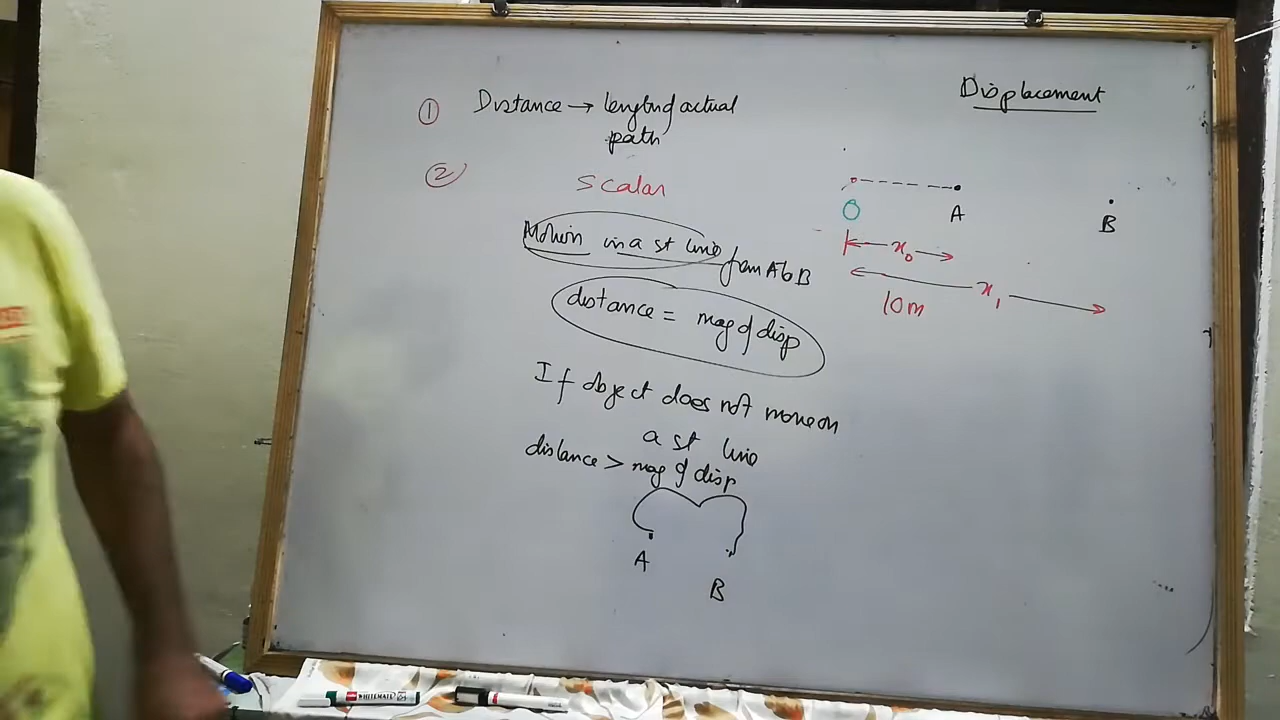 Displacement
① Distance → length of actual
path
② Scalar
O A B
x₀
x₁
10m
Motion in a st line from A to B
distance = mag of disp
If object does not move on
a st line
distance > mag of disp
A
B
WHITEMATE